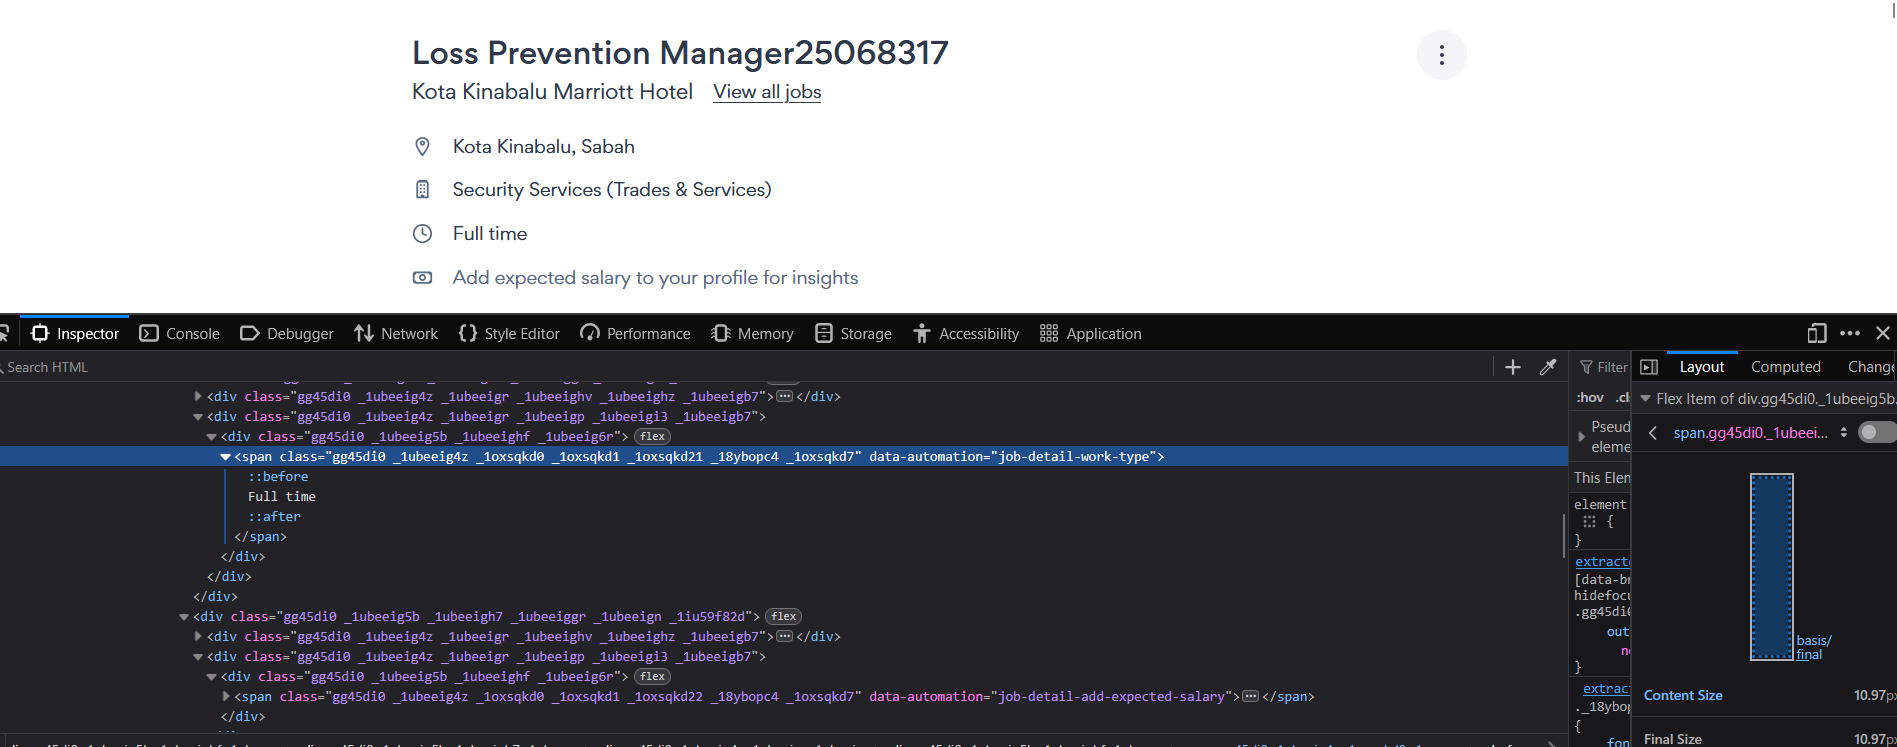 Loss Prevention Manager25068317
Kota Kinabalu Marriott Hotel View all jobs
Kota Kinabalu, Sabah
Security Services (Trades & Services)
Full time
Add expected salary to your profile for insights
Inspector Console Debugger Network Style Editor Performance Memory Storage Accessibility Application
Search HTML
<div class="gg45di0 _1ubeeig4z _1ubeeigr _1ubeeighv _1ubeeighz _1ubeeigb7"></div>
<div class="gg45di0 _1ubeeig4z _1ubeeigr _1ubeeigp _1ubeeigi3 _1ubeeigb7">
<div class="gg45di0 _1ubeeig5b _1ubeeighf _1ubeeig6r"> flex
<span class="gg45di0 _1ubeeig4z _1oxsqkd0 _1oxsqkd1 _1oxsqkd21 _18ybopc4 _1oxsqkd7" data-automation="job-detail-work-type">
::before
Full time
::after
</span>
</div>
</div>
</div>
<div class="gg45di0 _1ubeeig5b _1ubeeigh7 _1ubeeiggr _1ubeeign _1iu59f82d"> flex
<div class="gg45di0 _1ubeeig4z _1ubeeigr _1ubeeighv _1ubeeighz _1ubeeigb7"></div>
<div class="gg45di0 _1ubeeig4z _1ubeeigr _1ubeeigp _1ubeeigi3 _1ubeeigb7">
<div class="gg45di0 _1ubeeig5b _1ubeeighf _1ubeeig6r"> flex
<span class="gg45di0 _1ubeeig4z _1oxsqkd0 _1oxsqkd1 _1oxsqkd22 _18ybopc4 _1oxsqkd7" data-automation="job-detail-add-expected-salary"></span>
</div>
Filter
:hov .cl
Pseud
eleme
This Elen
element
{
}
extract
[data-br
hidefocu
.gg45di0
out
n
}
extract
._18ybop
{
fon
Layout Computed Chang
Flex Item of div.gg45di0._1ubeeig5b.
span.gg45di0._1ubeei...
basis/
final
Content Size 10.97px
Final Size 10.97px